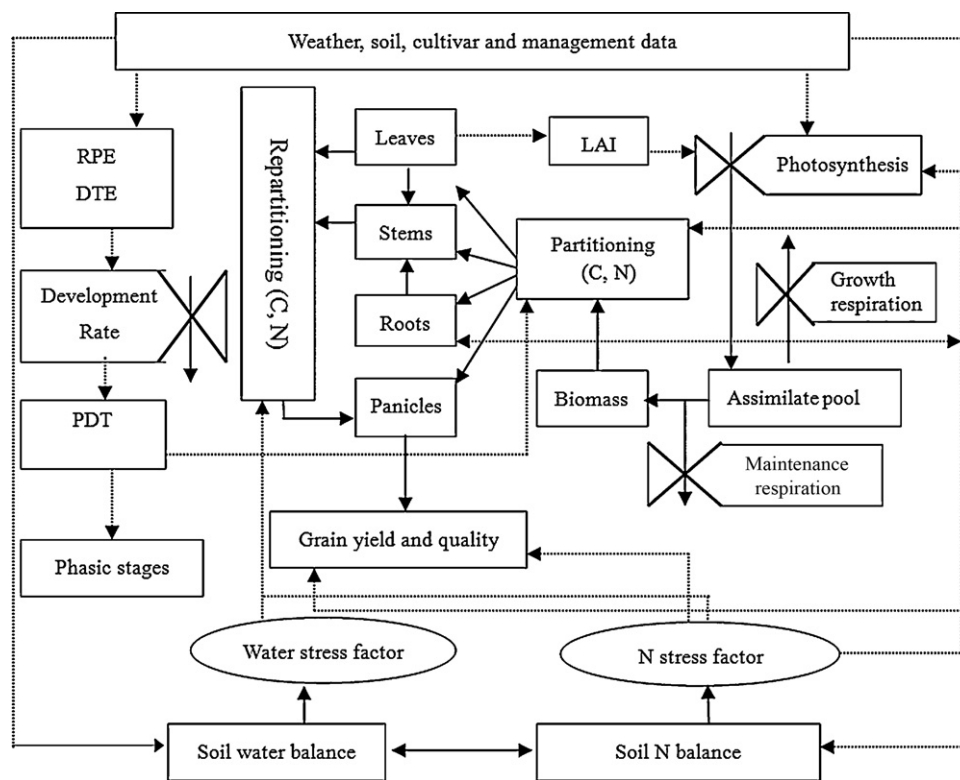 Weather, soil, cultivar and management data
RPE
DTE
Repartitioning (C, N)
Leaves
LAI
Photosynthesis
Stems
Partitioning
(C, N)
Development
Rate
Roots
Growth
respiration
PDT
Panicles
Biomass
Assimilate pool
Maintenance
respiration
Grain yield and quality
Phasic stages
Water stress factor
N stress factor
Soil water balance
Soil N balance